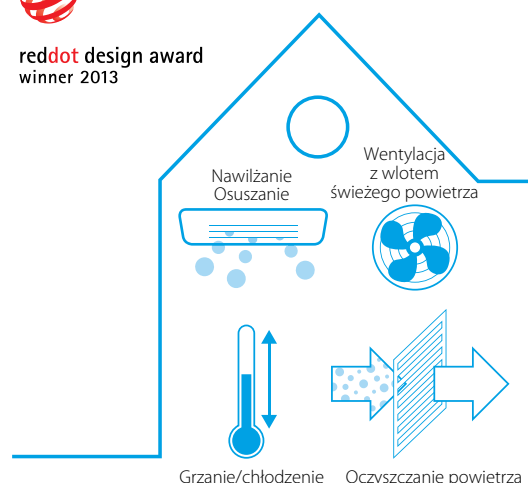 reddot design award
winner 2013
Nawilżanie
Osuszanie
Wentylacja
z wlotem
świeżego powietrza
Grzanie/chłodzenie
Oczyszczanie powietrza